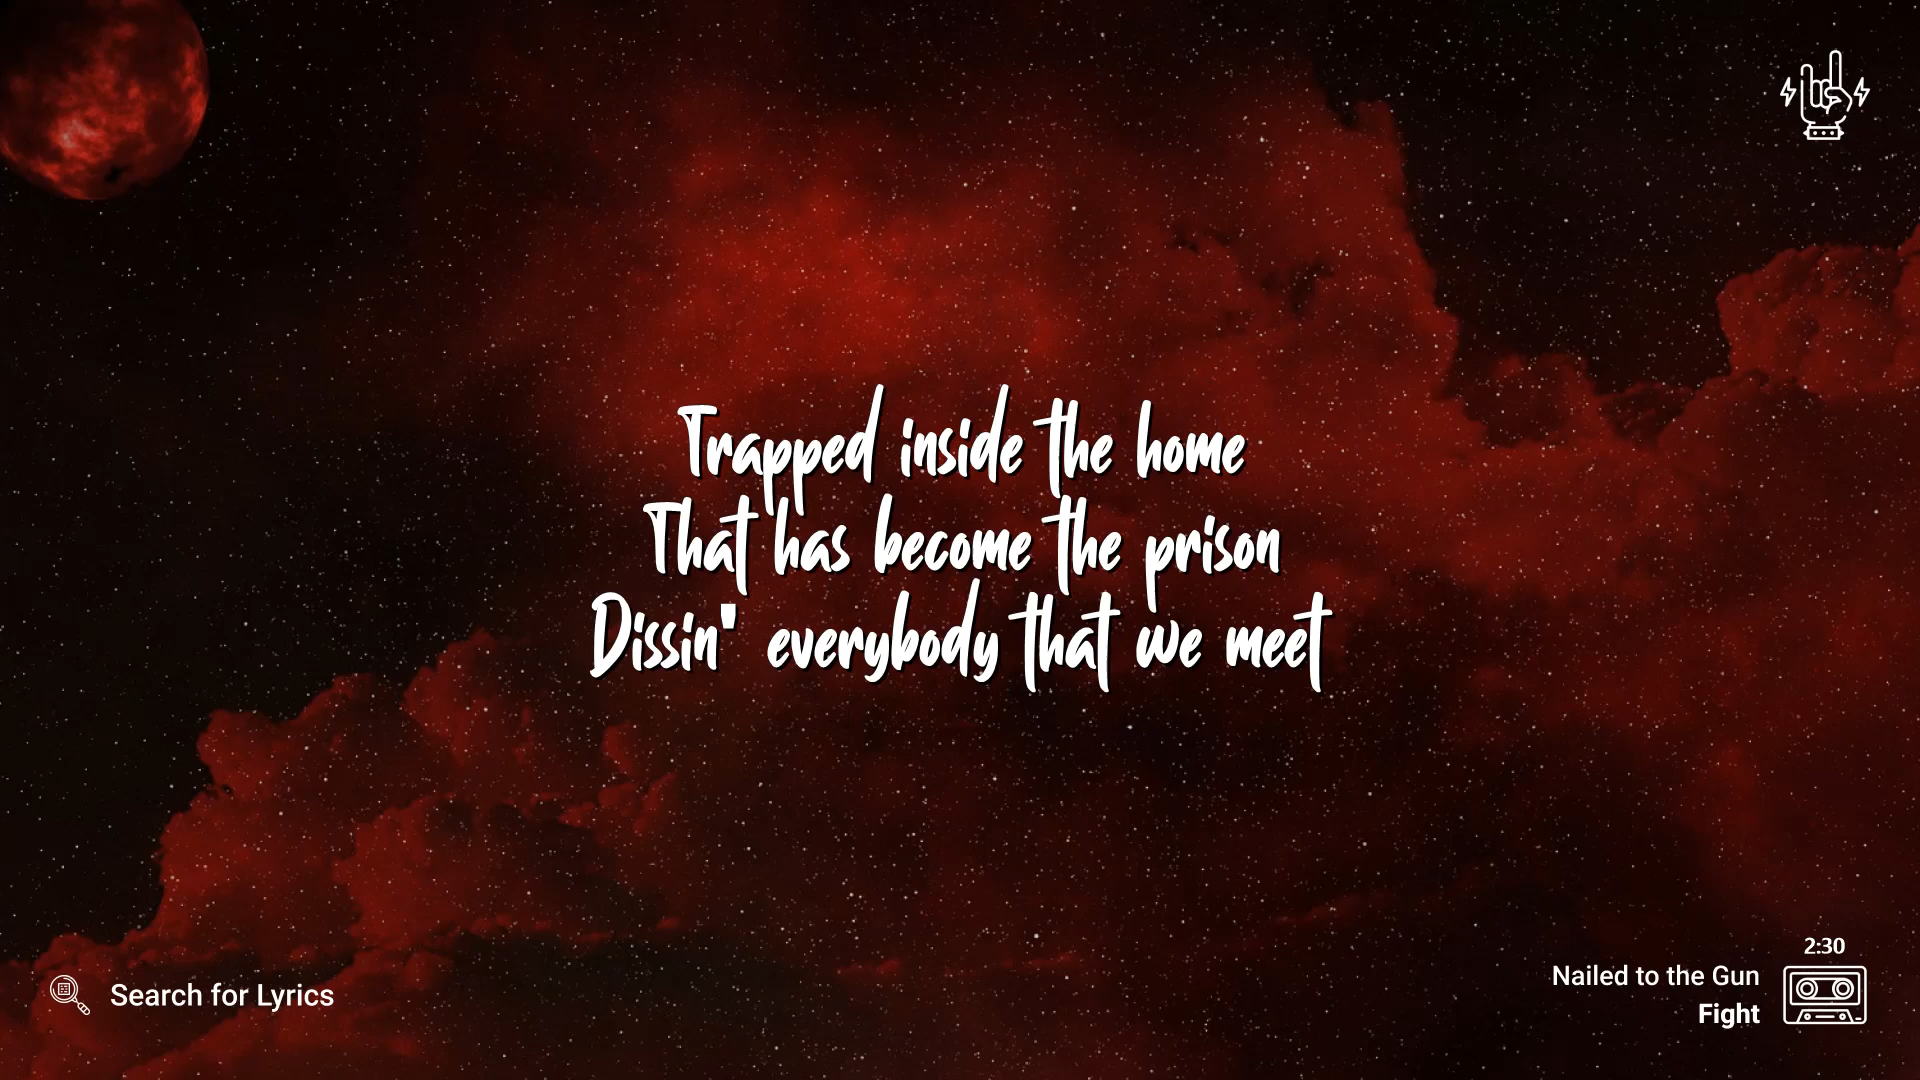 Trapped inside the home
That has become the prison
Dissin' everybody that we meet
2:30
Nailed to the Gun
Fight
Search for Lyrics